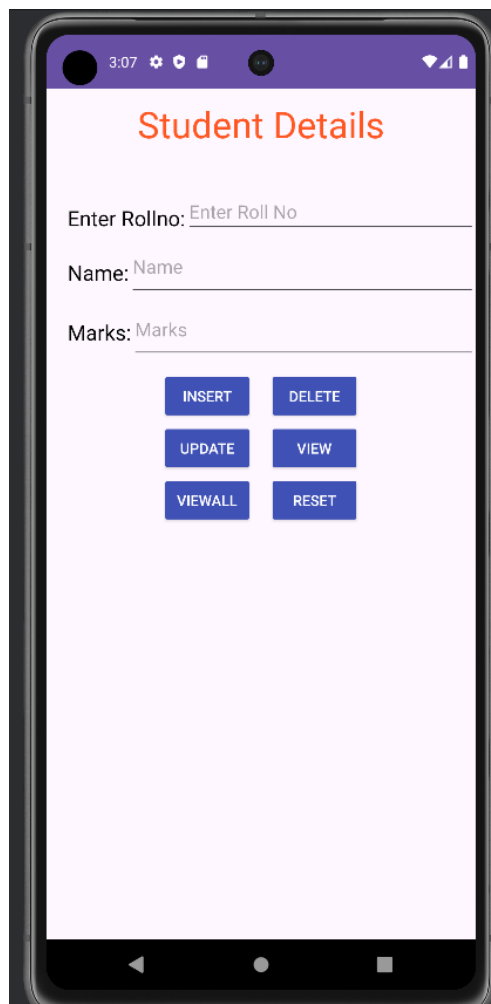 3:07
Student Details
Enter Rollno: Enter Roll No
Name: Name
Marks: Marks
INSERT DELETE
UPDATE VIEW
VIEWALL RESET